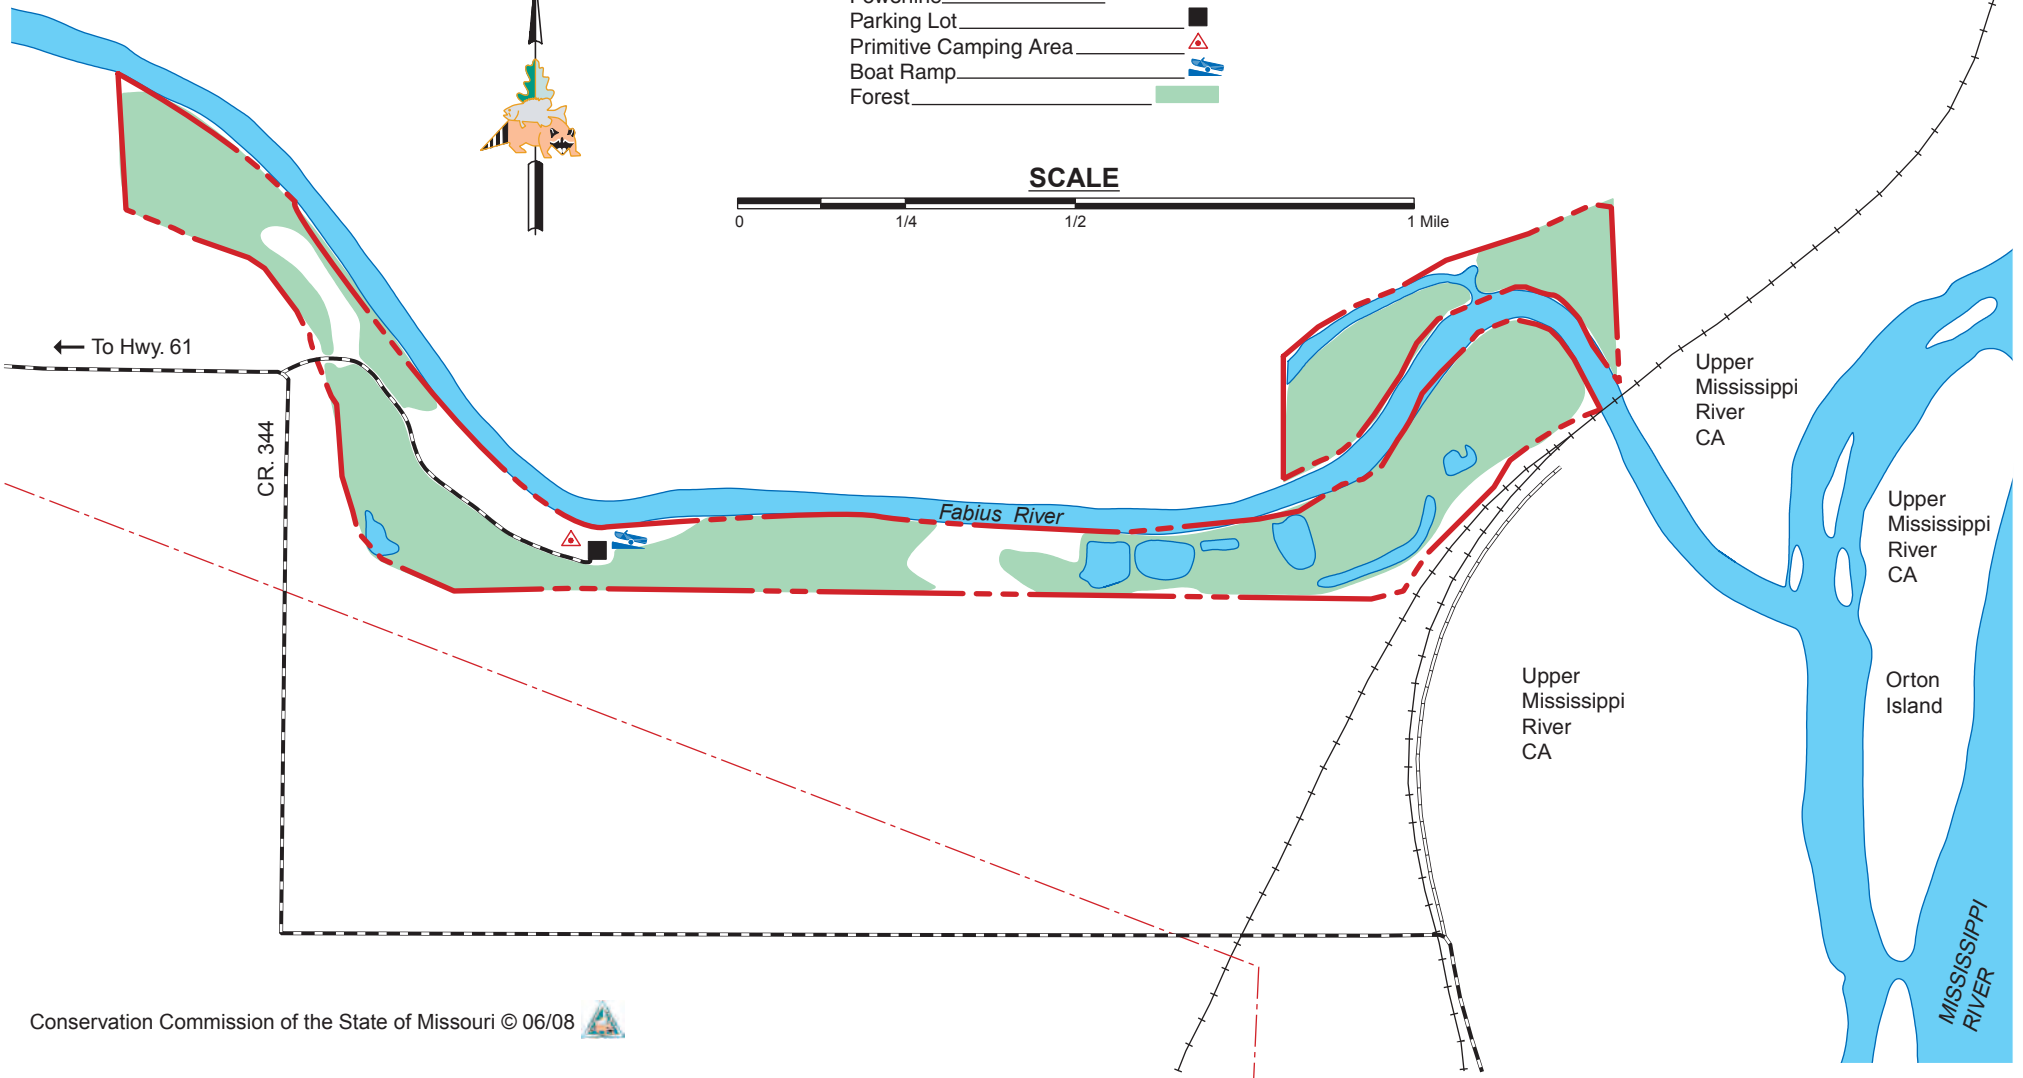 Powerline
Parking Lot
Primitive Camping Area
Boat Ramp
Forest
SCALE
0 1/4 1/2 1 Mile
To Hwy. 61
CR. 344
Fabius River
Upper
Mississippi
River
CA
Upper
Mississippi
River
CA
Upper
Mississippi
River
CA
Orton
Island
MISSISSIPPI
RIVER
Conservation Commission of the State of Missouri © 06/08